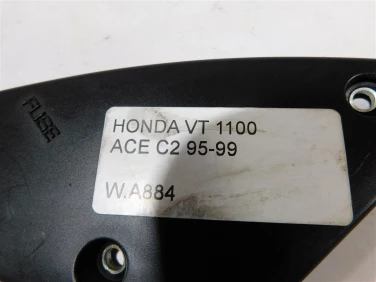 FUSE
HONDA VT 1100
ACE C2 95-99
W.A884